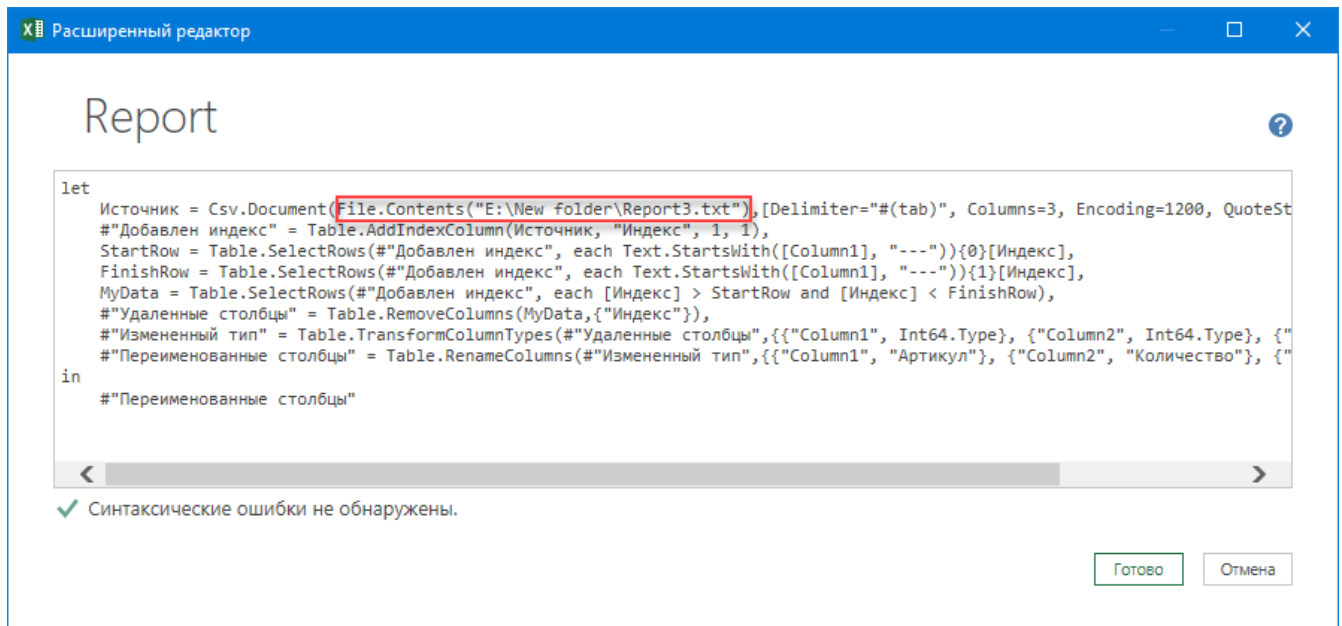 Расширенный редактор
Report
let
Источник = Csv.Document(File.Contents("E:\New folder\Report3.txt"),[Delimiter="#(tab)", Columns=3, Encoding=1200, QuoteSt
#"Добавлен индекс" = Table.AddIndexColumn(Источник, "Индекс", 1, 1),
StartRow = Table.SelectRows(#"Добавлен индекс", each Text.StartsWith([Column1], "---")){0}[Индекс],
FinishRow = Table.SelectRows(#"Добавлен индекс", each Text.StartsWith([Column1], "---")){1}[Индекс],
MyData = Table.SelectRows(#"Добавлен индекс", each [Индекс] > StartRow and [Индекс] < FinishRow),
#"Удаленные столбцы" = Table.RemoveColumns(MyData,{"Индекс"}),
#"Измененный тип" = Table.TransformColumnTypes(#"Удаленные столбцы",{{"Column1", Int64.Type}, {"Column2", Int64.Type}, {"
#"Переименованные столбцы" = Table.RenameColumns(#"Измененный тип",{{"Column1", "Артикул"}, {"Column2", "Количество"}, {"
in
#"Переименованные столбцы"
Синтаксические ошибки не обнаружены.
Готово
Отмена